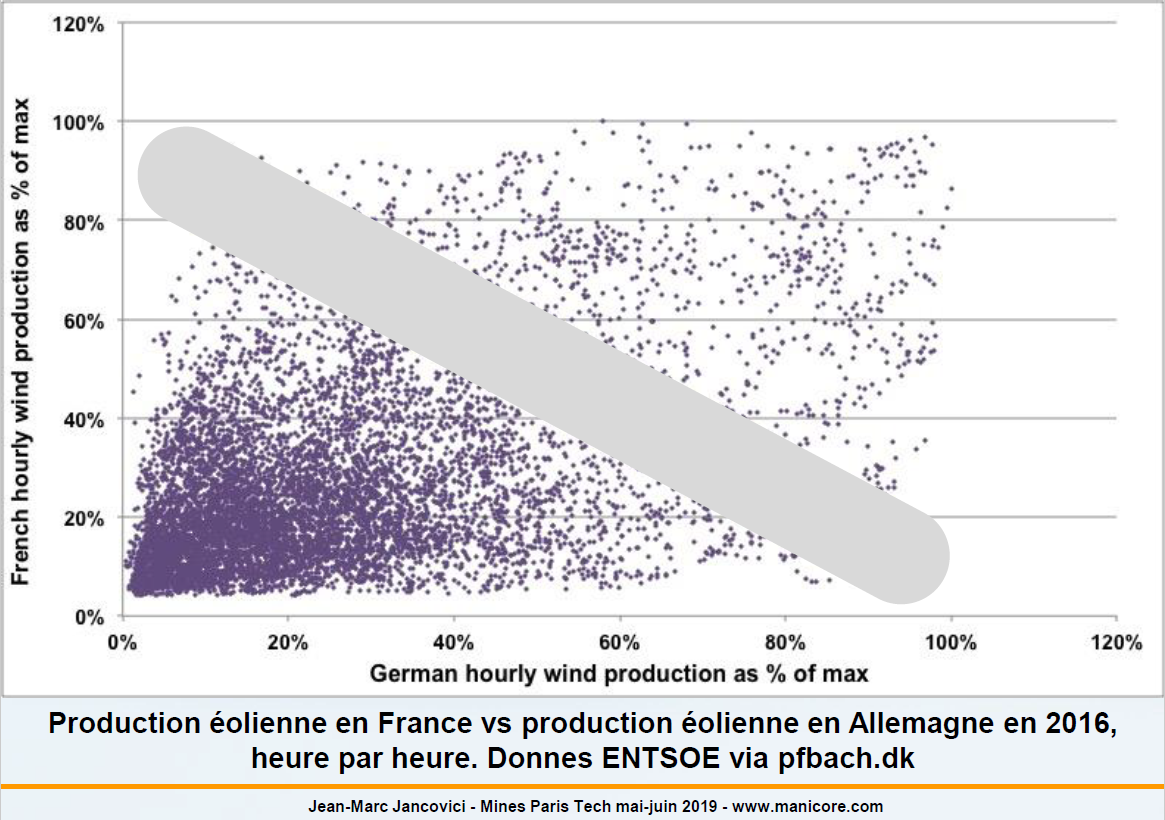 120%
100%
80%
60%
40%
20%
0%
French hourly wind production as % of max
0%
20%
40%
60%
80%
100%
120%
German hourly wind production as % of max
Production éolienne en France vs production éolienne en Allemagne en 2016,
heure par heure. Donnes ENTSOE via pfbach.dk
Jean-Marc Jancovici - Mines Paris Tech mai-juin 2019 - www.manicore.com